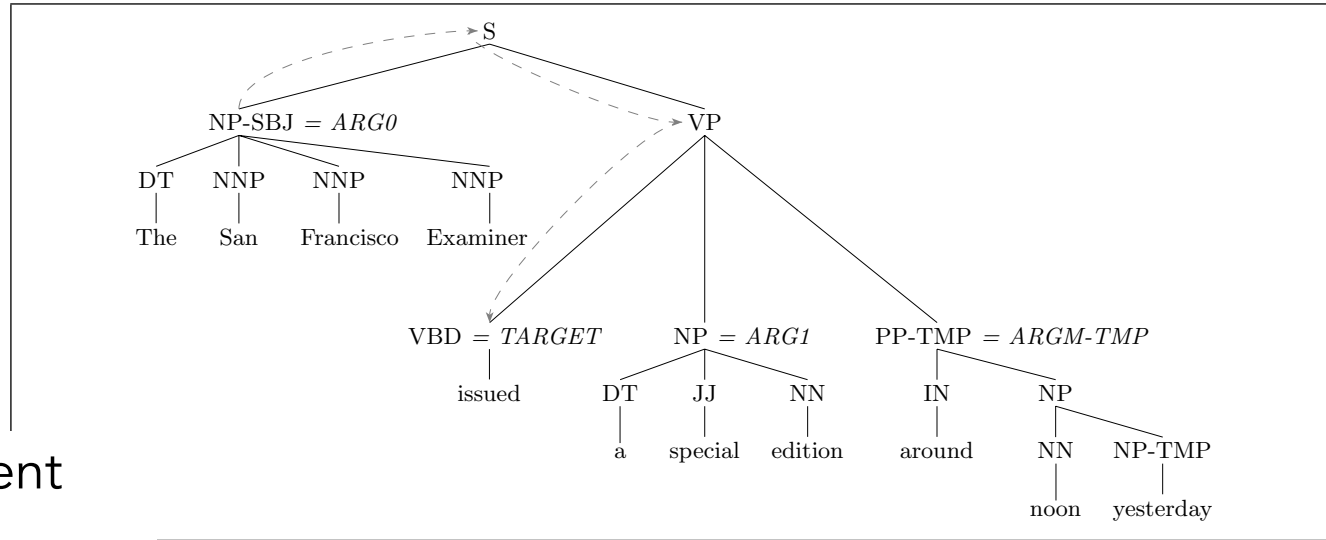 S
NP-SBJ = ARG0 VP
DT NNP NNP NNP
The San Francisco Examiner
VBD = TARGET NP = ARG1 PP-TMP = ARGM-TMP
issued DT JJ NN IN NP
a special edition around NN NP-TMP
ent
noon yesterday